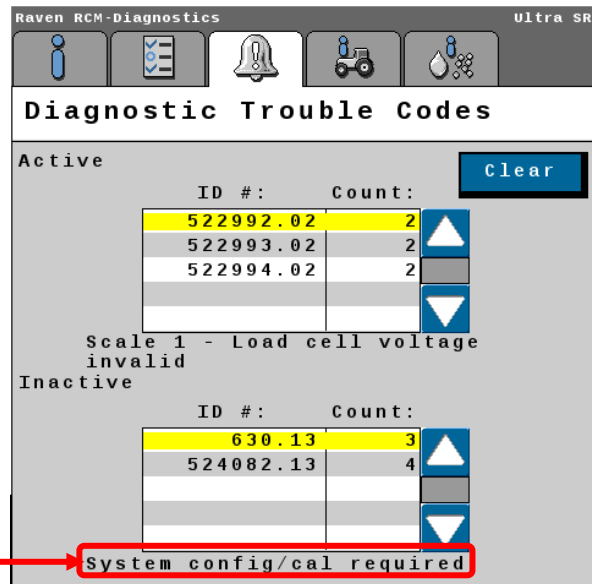 Raven RCM-Diagnostics Ultra SR
Diagnostic Trouble Codes
Active
Clear
ID #: Count:
522992.02 2
522993.02 2
522994.02 2
Scale 1 - Load cell voltage
invalid
Inactive
ID #: Count:
630.13 3
524082.13 4
System config/cal required